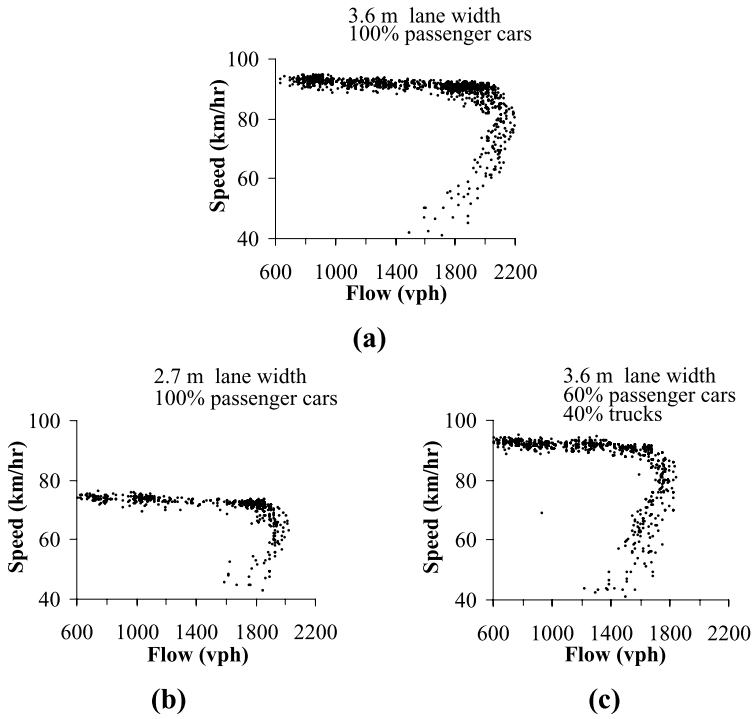 3.6 m lane width
100% passenger cars
100
80
60
40
Speed (km/hr)
600 1000 1400 1800 2200
Flow (vph)
(a)
2.7 m lane width
100% passenger cars
100
80
60
40
Speed (km/hr)
600 1000 1400 1800 2200
Flow (vph)
(b)
3.6 m lane width
60% passenger cars
40% trucks
100
80
60
40
Speed (km/hr)
600 1000 1400 1800 2200
Flow (vph)
(c)